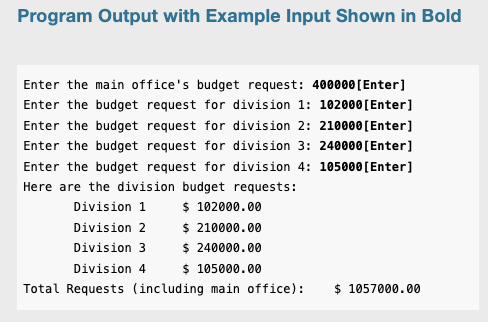 Program Output with Example Input Shown in Bold
Enter the main office's budget request: 400000[Enter]
Enter the budget request for division 1: 102000[Enter]
Enter the budget request for division 2: 210000[Enter]
Enter the budget request for division 3: 240000[Enter]
Enter the budget request for division 4: 105000[Enter]
Here are the division budget requests:
Division 1 $ 102000.00
Division 2 $ 210000.00
Division 3 $ 240000.00
Division 4 $ 105000.00
Total Requests (including main office): $ 1057000.00